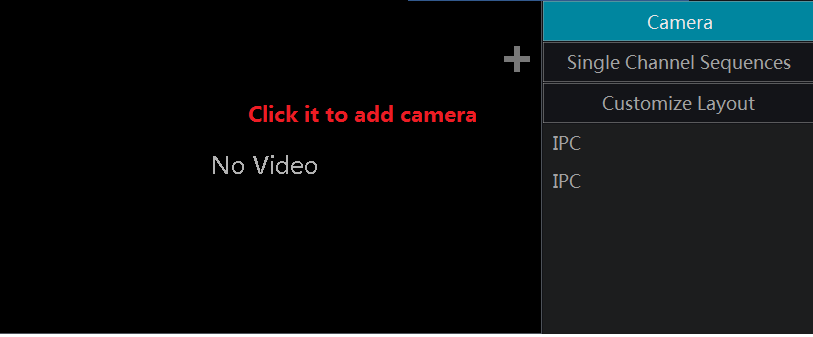 Camera
Single Channel Sequences
Click it to add camera
Customize Layout
No Video
IPC
IPC